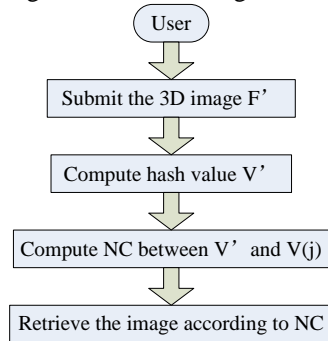 User
Submit the 3D image F’
Compute hash value V’
Compute NC between V’ and V(j)
Retrieve the image according to NC